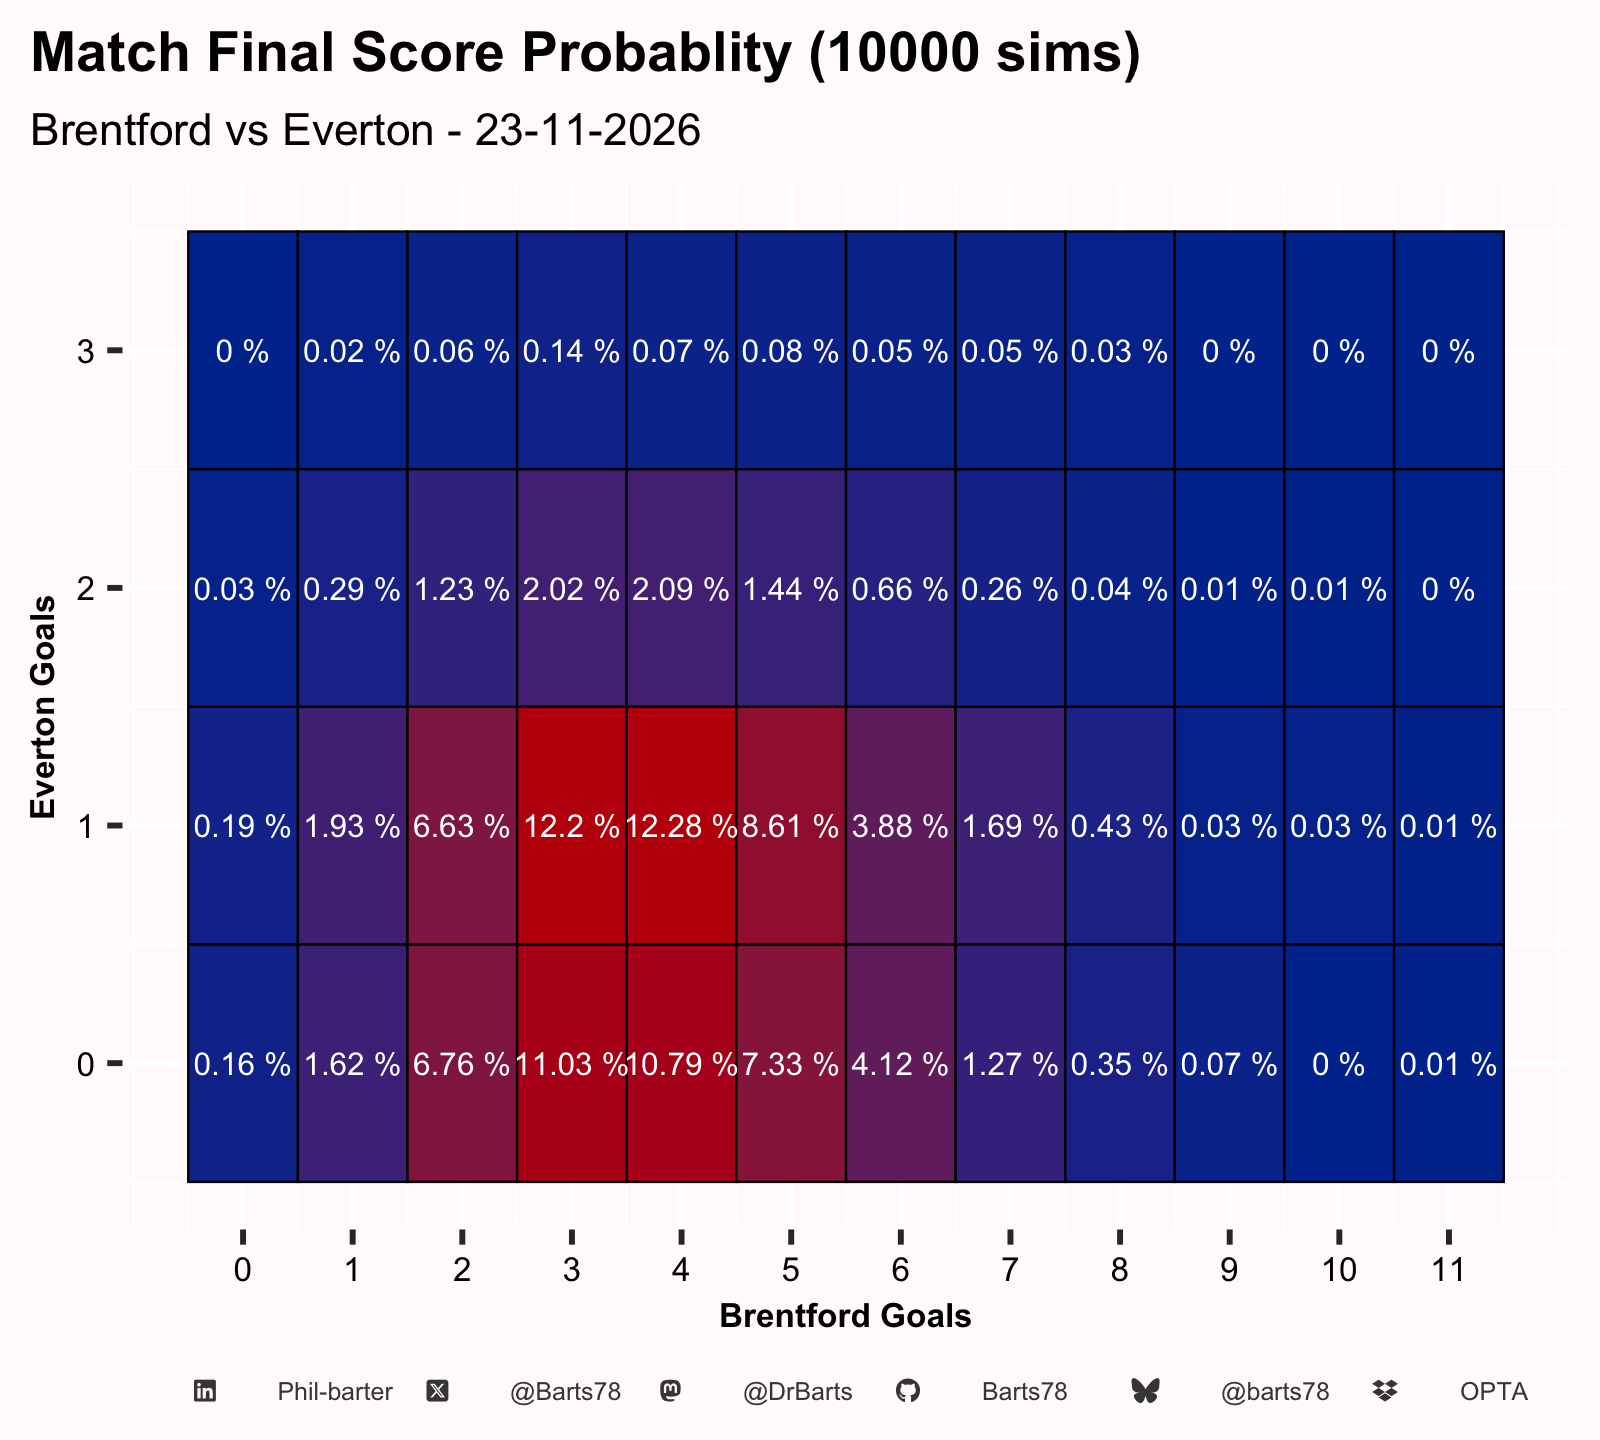 Match Final Score Probablity (10000 sims)
Brentford vs Everton - 23-11-2026
Everton Goals
3
0 % 0.02 % 0.06 % 0.14 % 0.07 % 0.08 % 0.05 % 0.05 % 0.03 % 0 % 0 % 0 %
2
0.03 % 0.29 % 1.23 % 2.02 % 2.09 % 1.44 % 0.66 % 0.26 % 0.04 % 0.01 % 0.01 % 0 %
1
0.19 % 1.93 % 6.63 % 12.2 % 12.28 % 8.61 % 3.88 % 1.69 % 0.43 % 0.03 % 0.03 % 0.01 %
0
0.16 % 1.62 % 6.76 % 11.03 % 10.79 % 7.33 % 4.12 % 1.27 % 0.35 % 0.07 % 0 % 0.01 %
0 1 2 3 4 5 6 7 8 9 10 11
Brentford Goals
Phil-barter @Barts78 @DrBarts Barts78 @barts78 OPTA